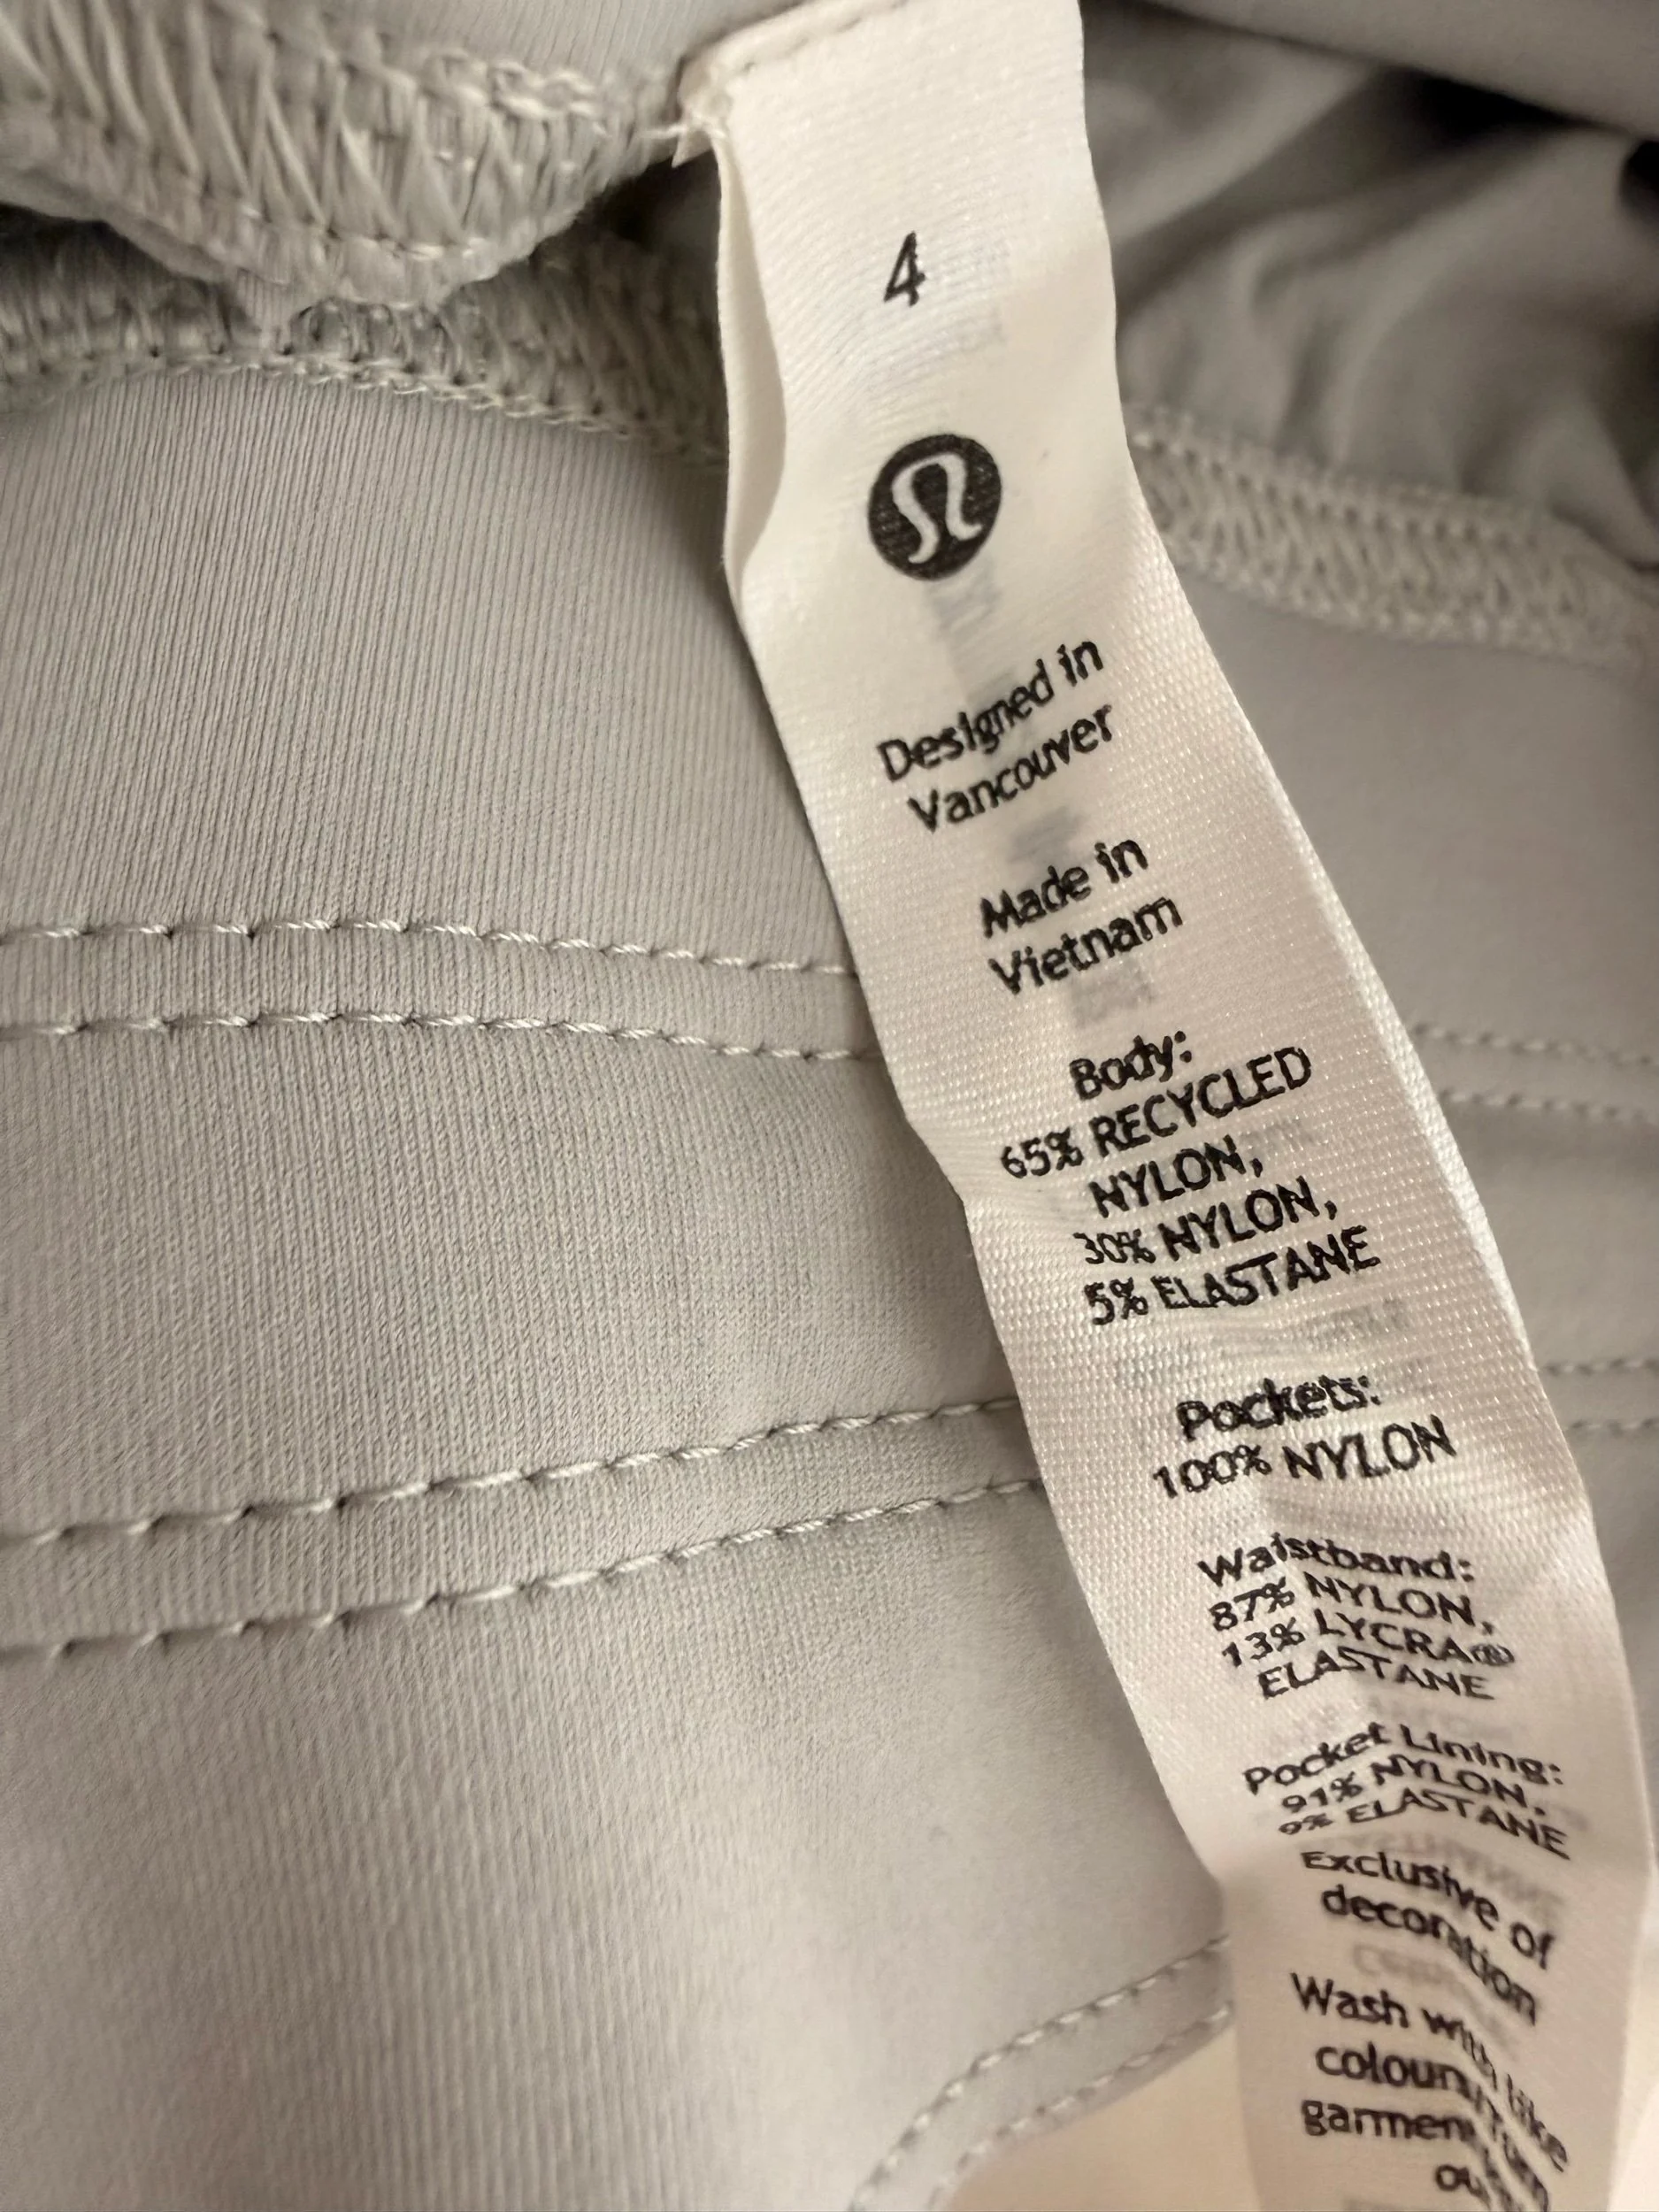 4
Designed in
Vancouver
Made in
Vietnam
Body:
65% RECYCLED
NYLON,
30% NYLON,
5% ELASTANE
Pockets:
100% NYLON
Waistband:
87% NYLON,
13% LYCRA®
ELASTANE
Pocket Lining:
91% NYLON,
9% ELASTANE
Exclusive of
decoration
Wash with like
colours. Turn